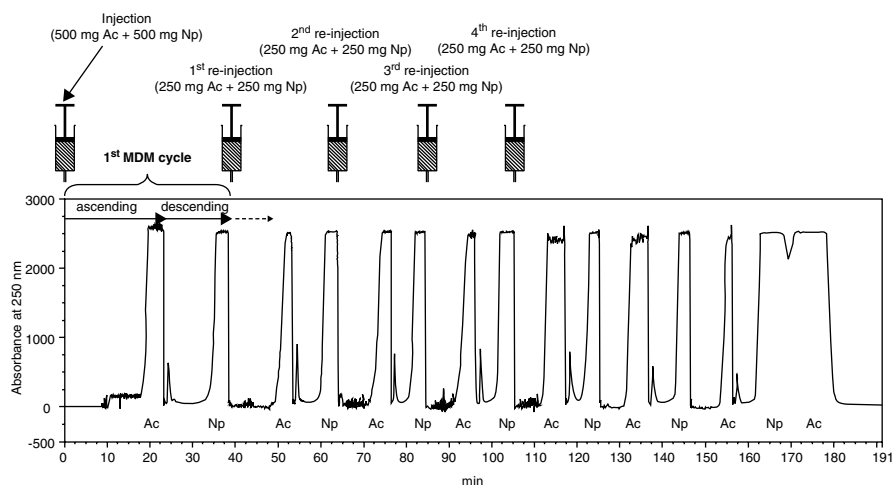 Injection
(500 mg Ac + 500 mg Np)
1st re-injection
(250 mg Ac + 250 mg Np)
2nd re-injection
(250 mg Ac + 250 mg Np)
3rd re-injection
(250 mg Ac + 250 mg Np)
4th re-injection
(250 mg Ac + 250 mg Np)
1st MDM cycle
ascending descending
Absorbance at 250 nm
3000
2000
1000
0
-500
Ac Np Ac Np Ac Np Ac Np Ac Np Ac Np Ac Np Ac
0 10 20 30 40 50 60 70 80 90 100 110 120 130 140 150 160 170 180 191
min